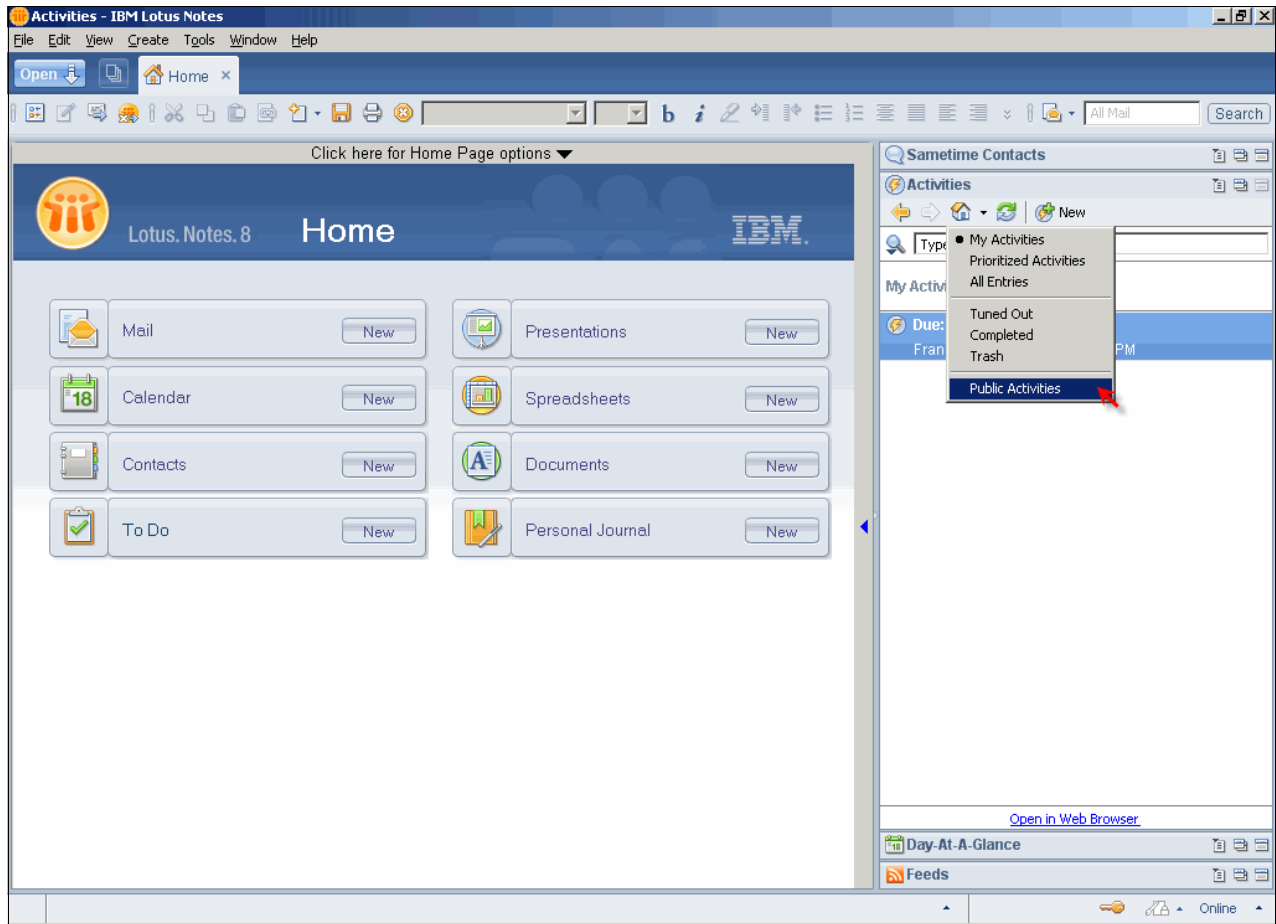 Activities - IBM Lotus Notes
File Edit View Create Tools Window Help
Open Home
All Mail Search
Click here for Home Page options
Lotus. Notes. 8 Home IBM.
Mail New
Presentations New
18 Calendar New
Spreadsheets New
Contacts New
A Documents New
To Do New
Personal Journal New
Sametime Contacts
Activities
New
Type
My Activi
My Activities
Prioritized Activities
All Entries
Tuned Out
Completed
Trash
Public Activities
Due:
Fran PM
Open in Web Browser
18 Day-At-A-Glance
Feeds
Online